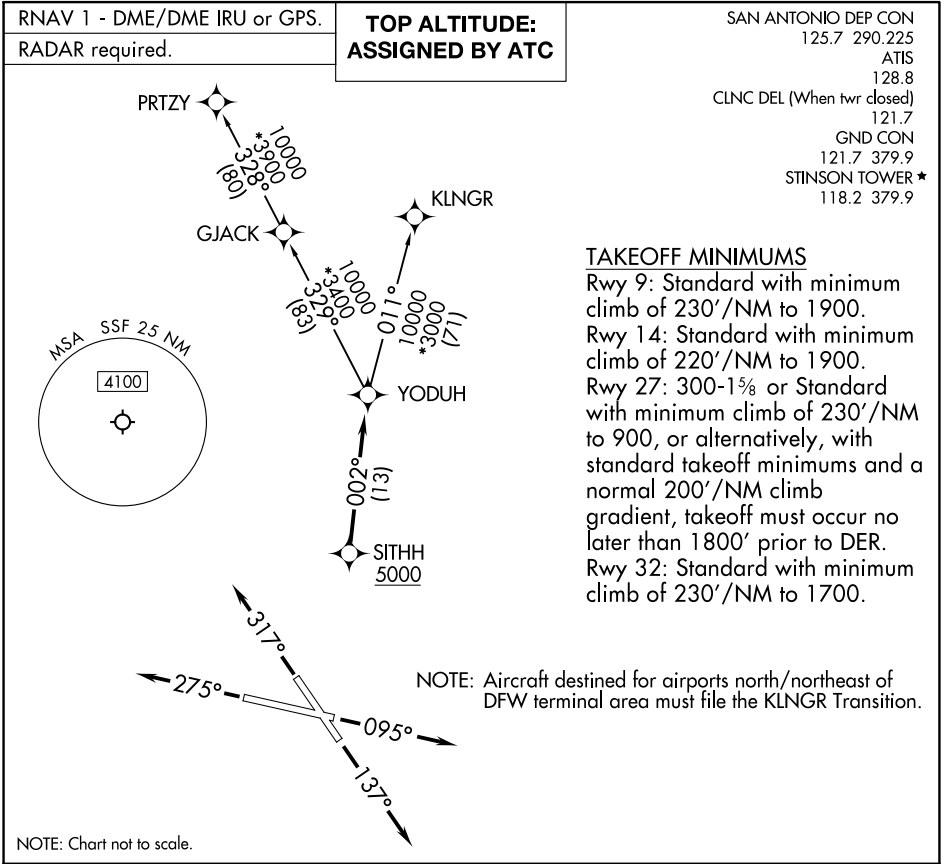 RNAV 1 - DME/DME IRU or GPS.
RADAR required.
TOP ALTITUDE:
ASSIGNED BY ATC
SAN ANTONIO DEP CON
125.7 290.225
ATIS
128.8
CLNC DEL (When twr closed)
121.7
GND CON
121.7 379.9
STINSON TOWER ★
118.2 379.9
PRTZY
10000
*3900
328°
(80)
KLNGR
GJACK
10000
*3400
329°
(83)
011°
10000
*3000
(71)
MSA SSF 25 NM
4100
YODUH
002°
(13)
SITHH
5000
TAKEOFF MINIMUMS
Rwy 9: Standard with minimum
climb of 230'/NM to 1900.
Rwy 14: Standard with minimum
climb of 220'/NM to 1900.
Rwy 27: 300-1⅝ or Standard
with minimum climb of 230'/NM
to 900, or alternatively, with
standard takeoff minimums and a
normal 200'/NM climb
gradient, takeoff must occur no
later than 1800' prior to DER.
Rwy 32: Standard with minimum
climb of 230'/NM to 1700.
317°
275°
095°
137°
NOTE: Aircraft destined for airports north/northeast of
DFW terminal area must file the KLNGR Transition.
NOTE: Chart not to scale.